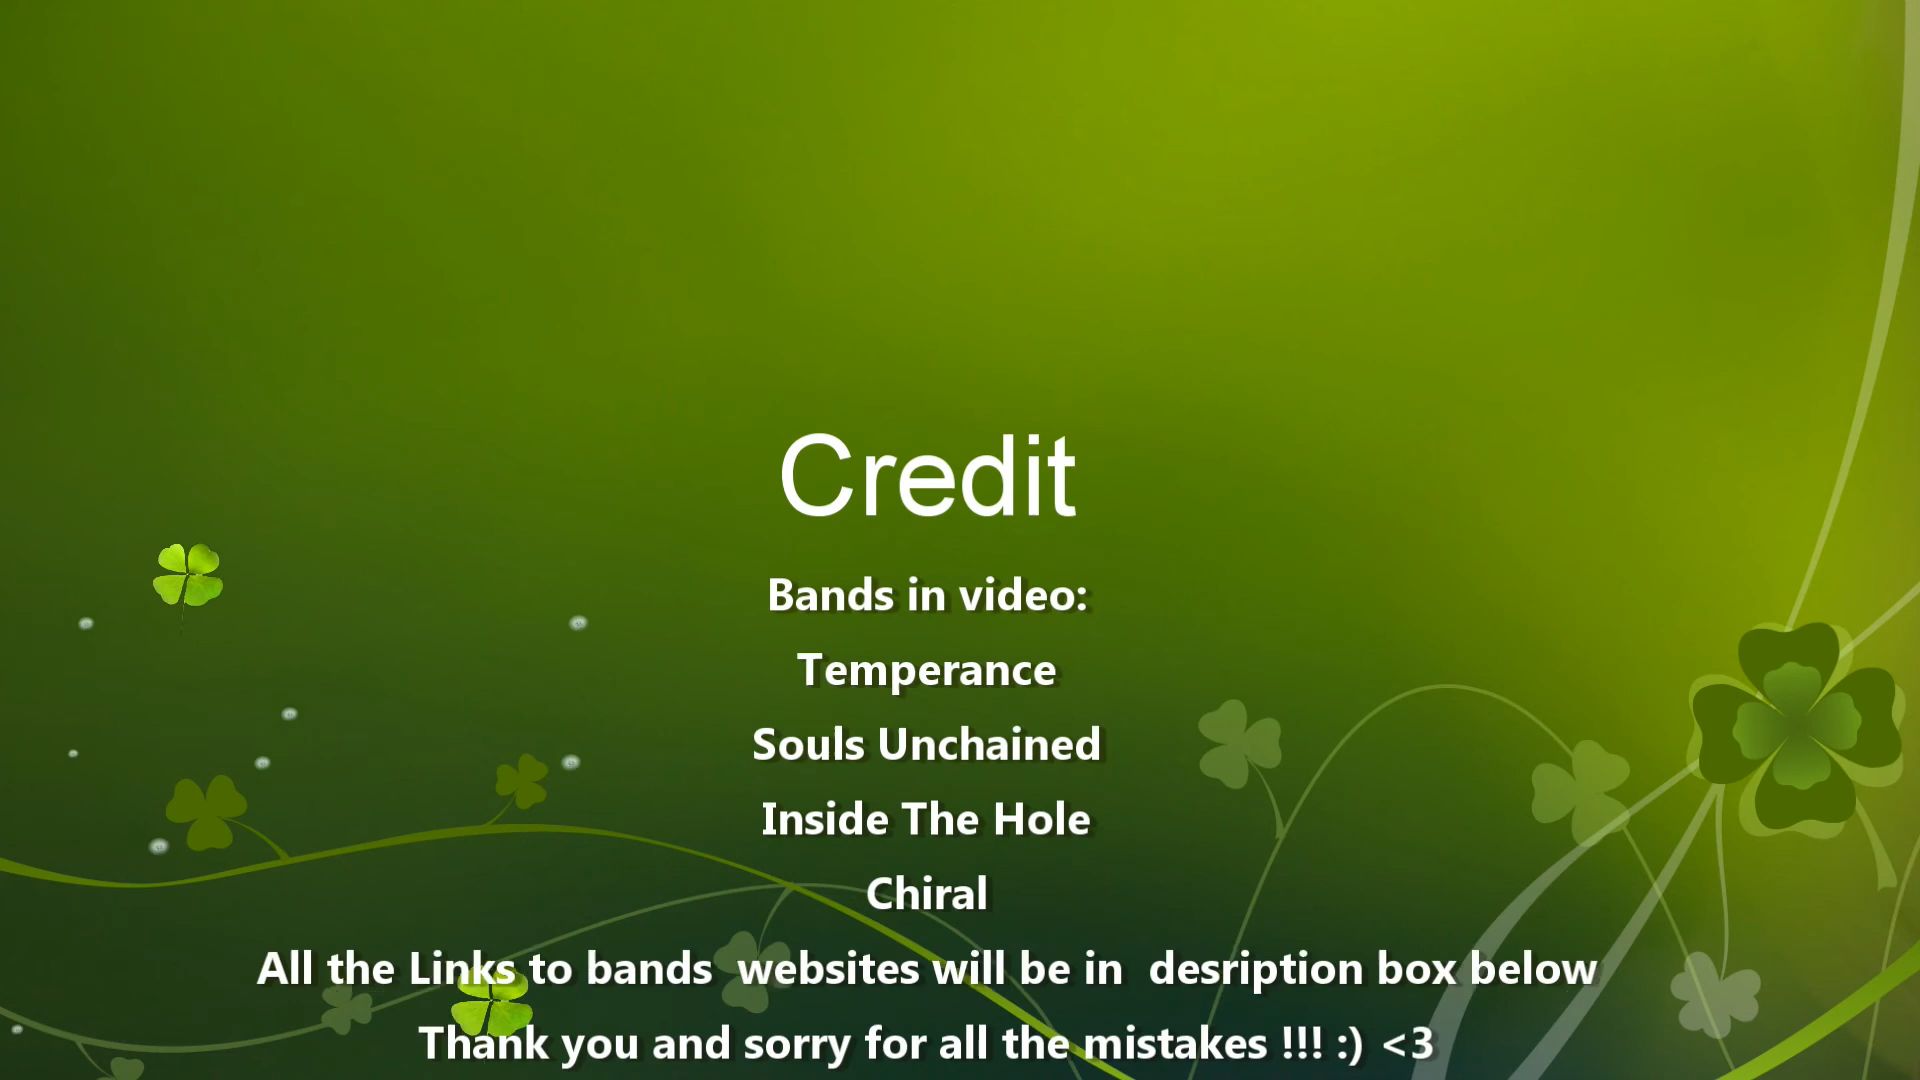 Credit
Bands in video:
Temperance
Souls Unchained
Inside The Hole
Chiral
All the Links to bands  websites will be in  desription box below
Thank you and sorry for all the mistakes !!! :) <3